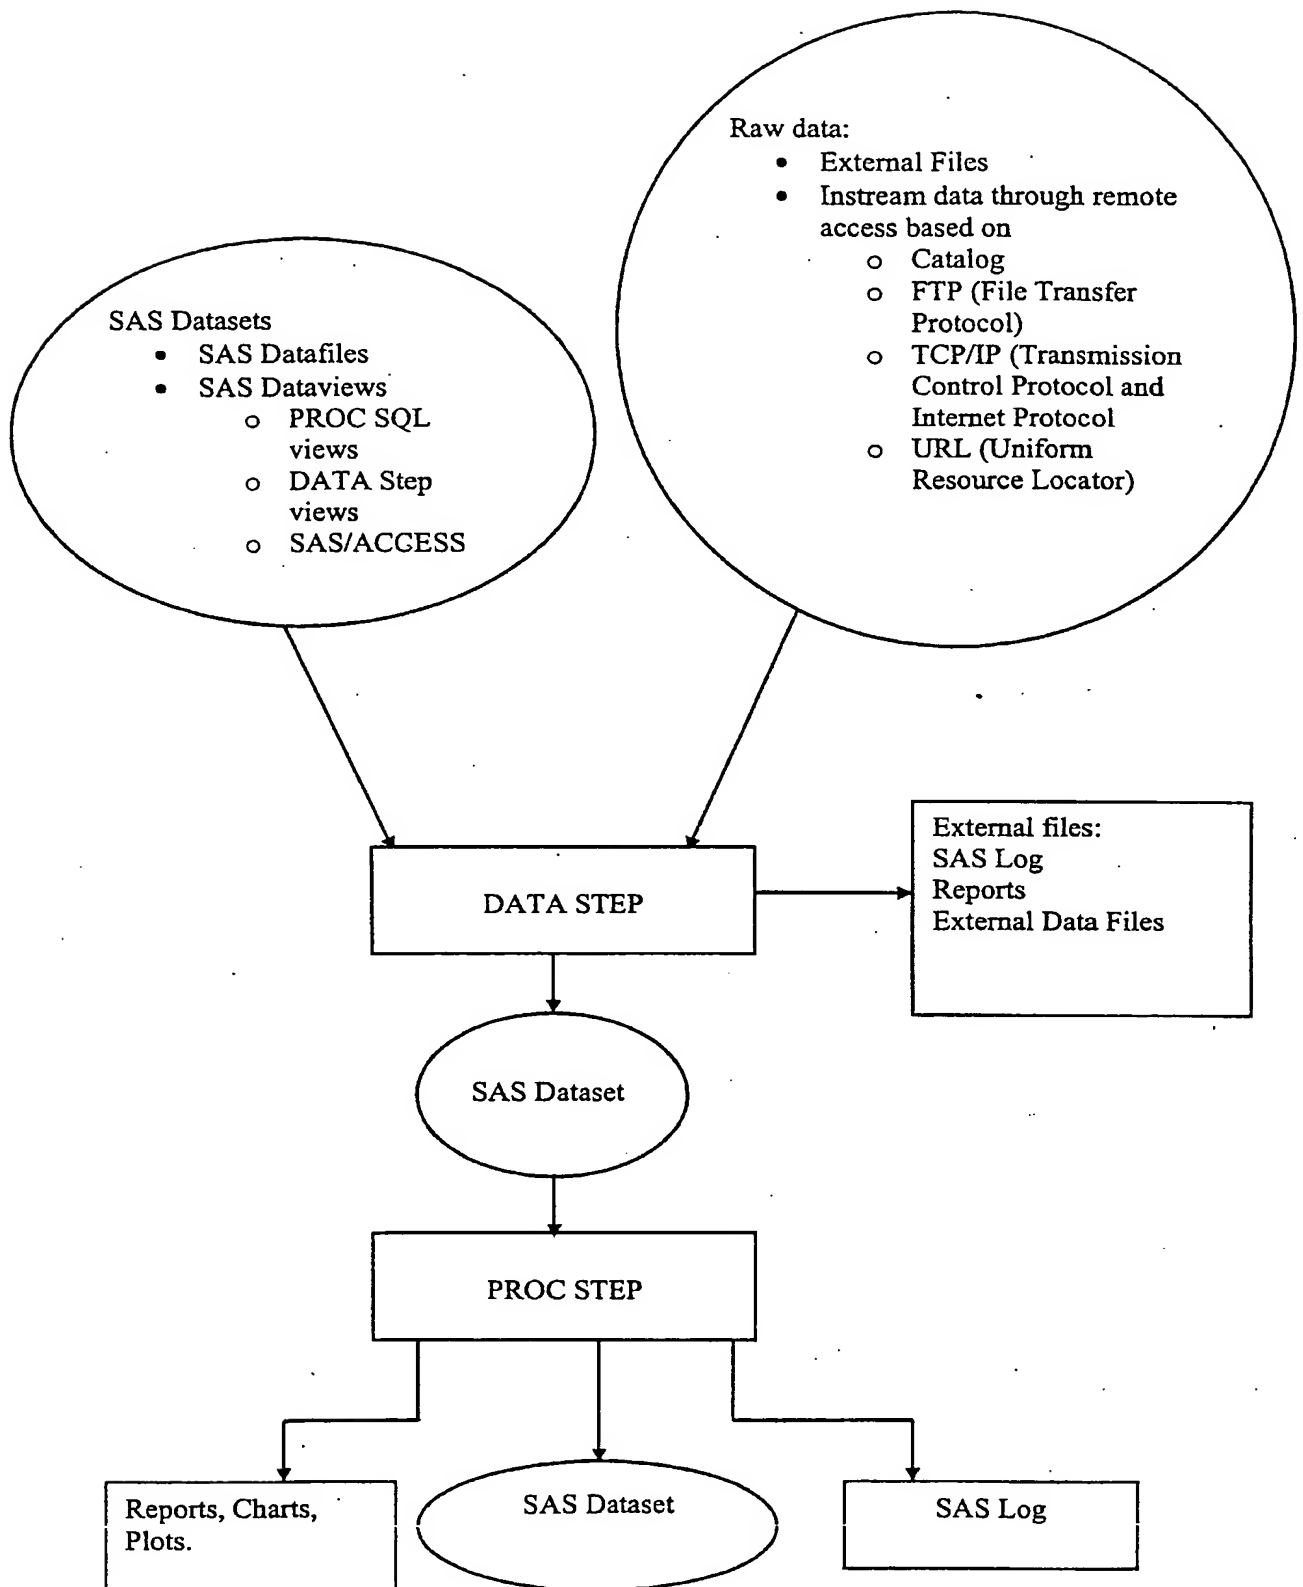 Raw data:
• External Files
• Instream data through remote
access based on
o Catalog
o FTP (File Transfer
Protocol)
o TCP/IP (Transmission
Control Protocol and
Internet Protocol
o URL (Uniform
Resource Locator)
SAS Datasets
• SAS Datafiles
• SAS Dataviews
o PROC SQL
views
o DATA Step
views
o SAS/ACCESS
External files:
SAS Log
Reports
External Data Files
DATA STEP
SAS Dataset
PROC STEP
Reports, Charts,
Plots.
SAS Dataset
SAS Log